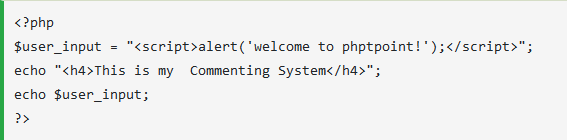 <?php
$user_input = "<script>alert('welcome to phptpoint!');</script>";
echo "<h4>This is my  Commenting System</h4>";
echo $user_input;
?>